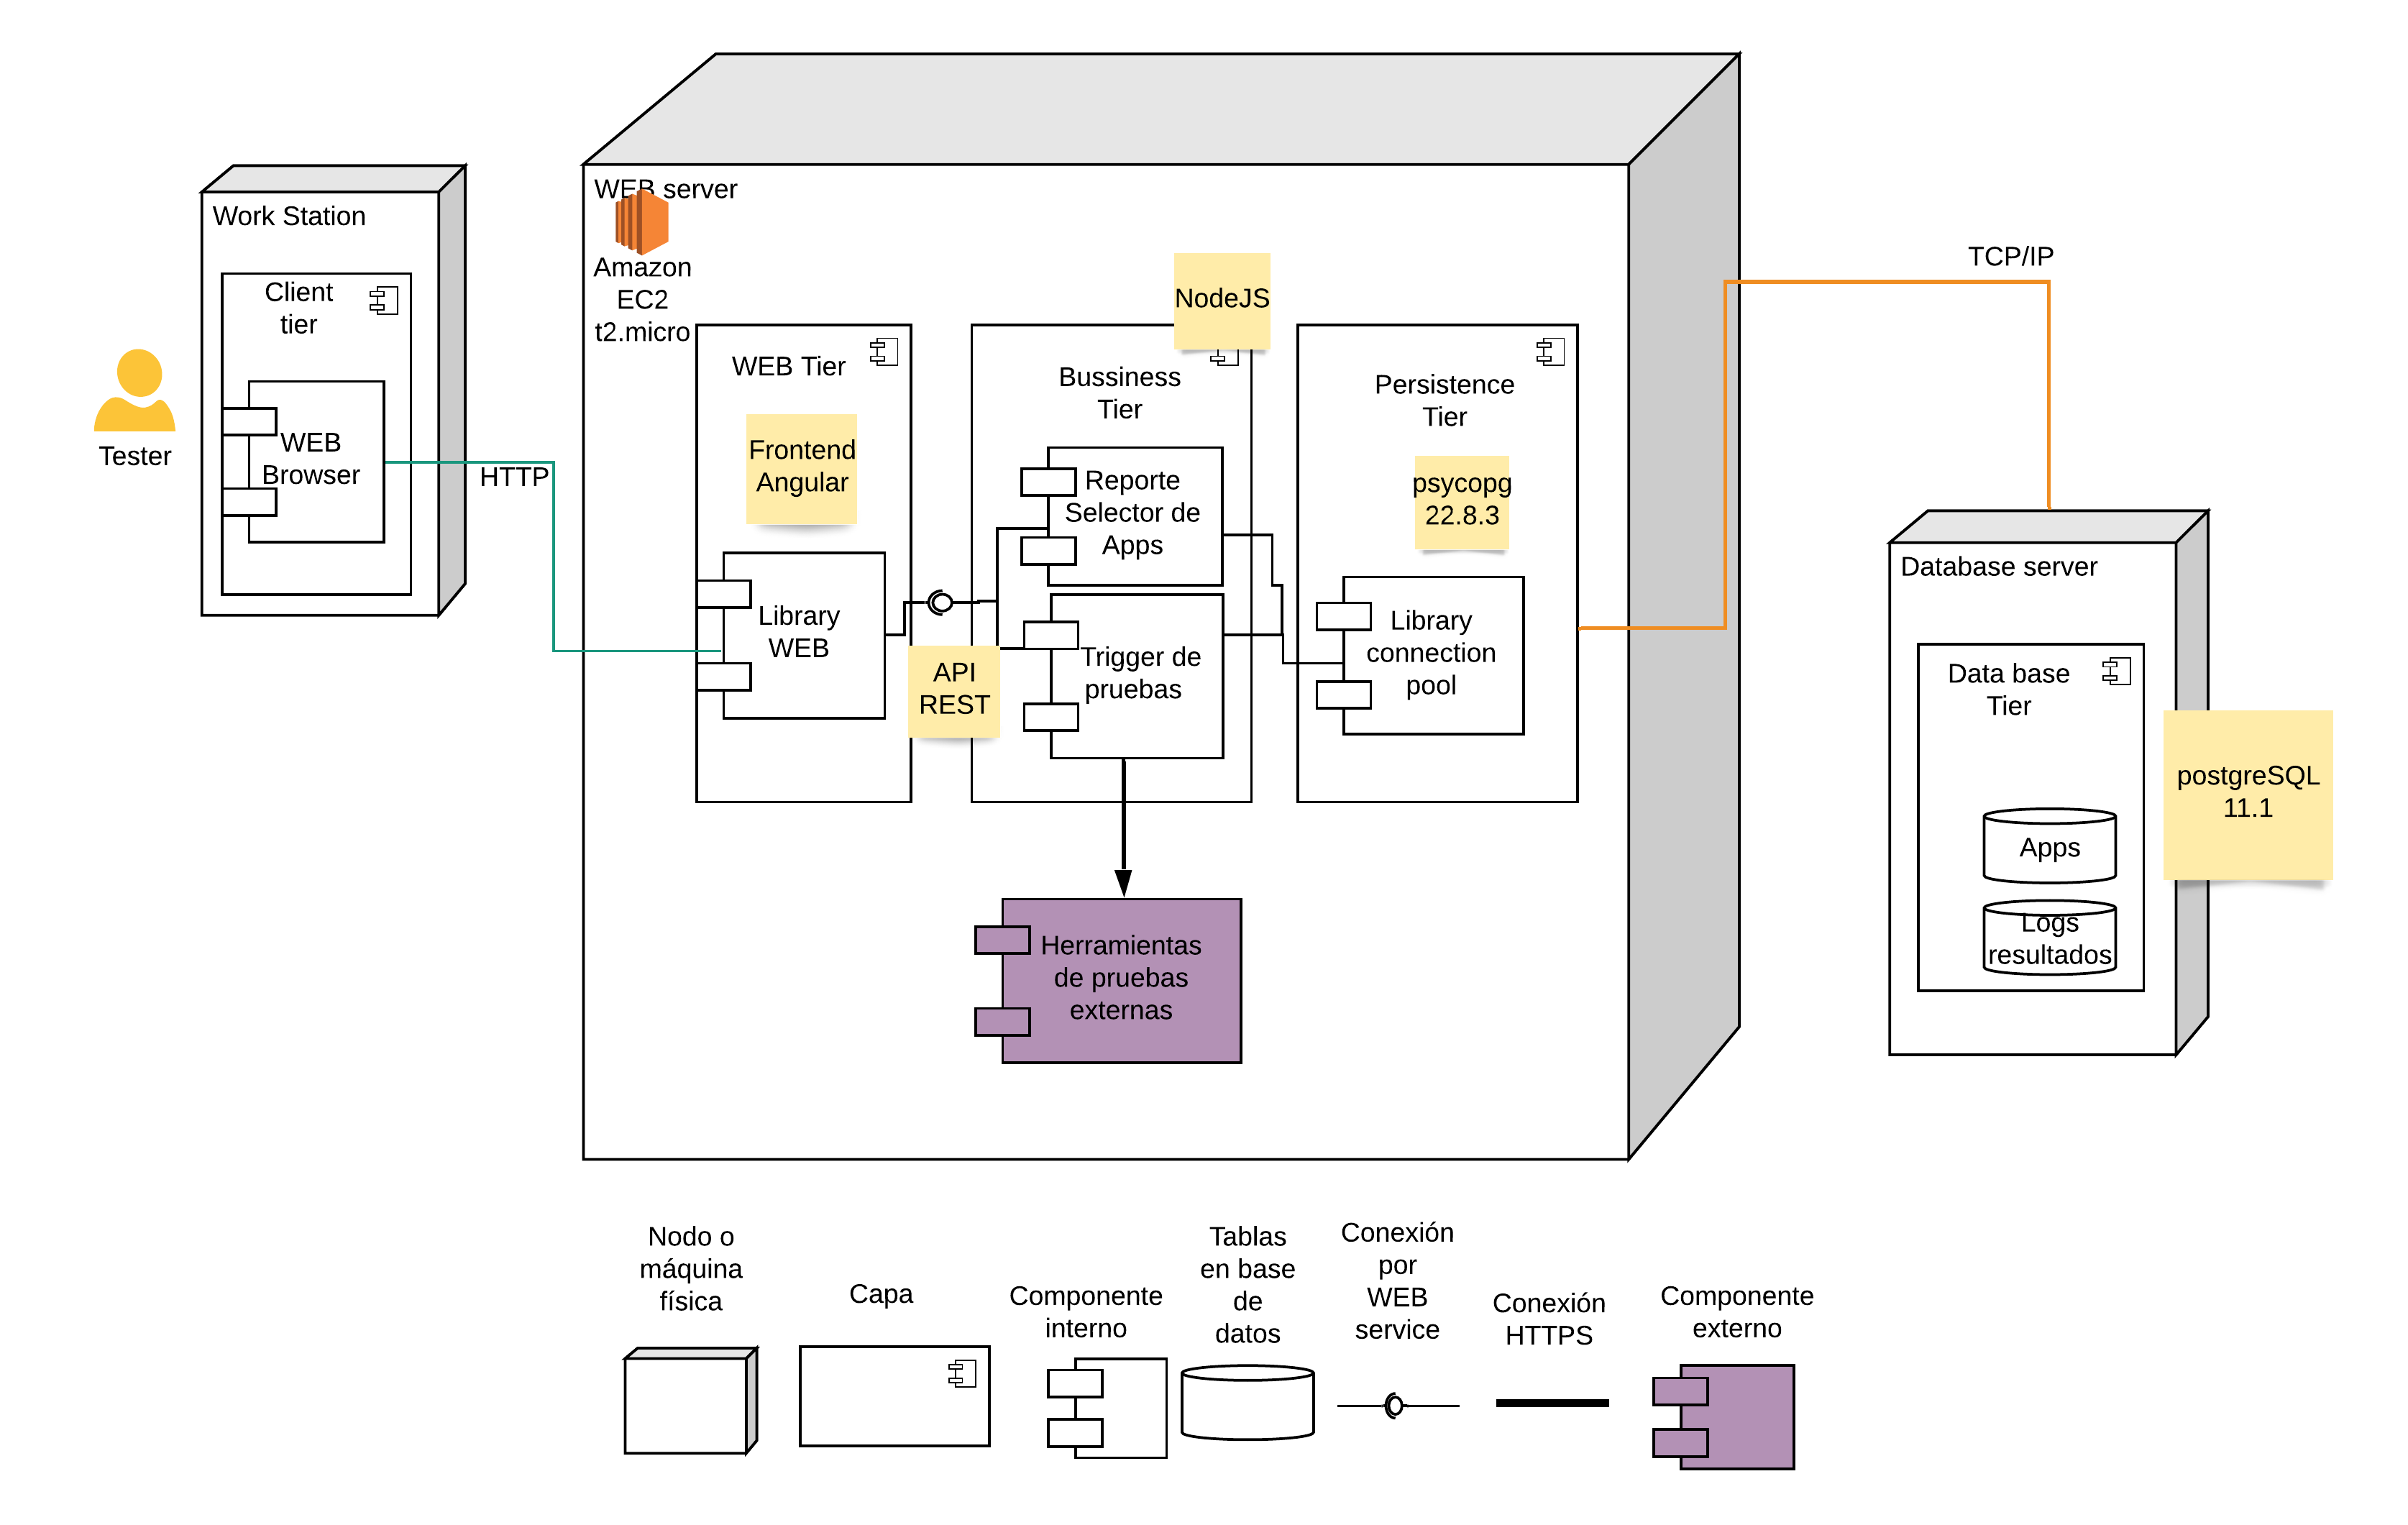 Tester
Work Station
Client
tier
WEB
Browser
HTTP
WEB server
Amazon
EC2
t2.micro
WEB Tier
Frontend
Angular
Library
WEB
API
REST
NodeJS
Bussiness
Tier
Reporte
Selector de
Apps
Trigger de
pruebas
Persistence
Tier
psycopg
22.8.3
Library
connection
pool
Herramientas
de pruebas
externas
TCP/IP
Database server
Data base
Tier
postgreSQL
11.1
Apps
Logs
resultados
Nodo o
máquina
física
Capa
Componente
interno
Tablas
en base
de
datos
Conexión
por
WEB
service
Conexión
HTTPS
Componente
externo